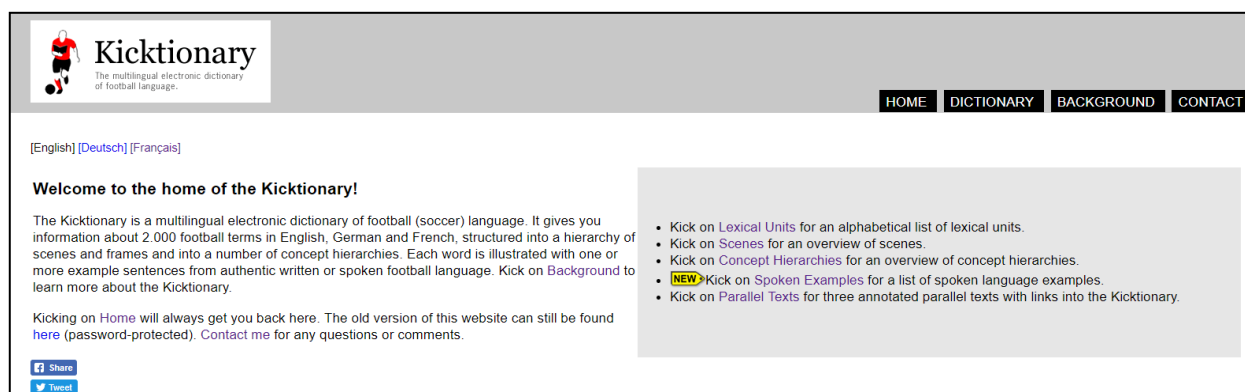 Kicktionary
The multilingual electronic dictionary
of football language.
HOME DICTIONARY BACKGROUND CONTACT
[English] [Deutsch] [Français]
Welcome to the home of the Kicktionary!
The Kicktionary is a multilingual electronic dictionary of football (soccer) language. It gives you
information about 2.000 football terms in English, German and French, structured into a hierarchy of
scenes and frames and into a number of concept hierarchies. Each word is illustrated with one or
more example sentences from authentic written or spoken football language. Kick on Background to
learn more about the Kicktionary.
Kicking on Home will always get you back here. The old version of this website can still be found
here (password-protected). Contact me for any questions or comments.
Share
Tweet
• Kick on Lexical Units for an alphabetical list of lexical units.
• Kick on Scenes for an overview of scenes.
• Kick on Concept Hierarchies for an overview of concept hierarchies.
• NEW Kick on Spoken Examples for a list of spoken language examples.
• Kick on Parallel Texts for three annotated parallel texts with links into the Kicktionary.